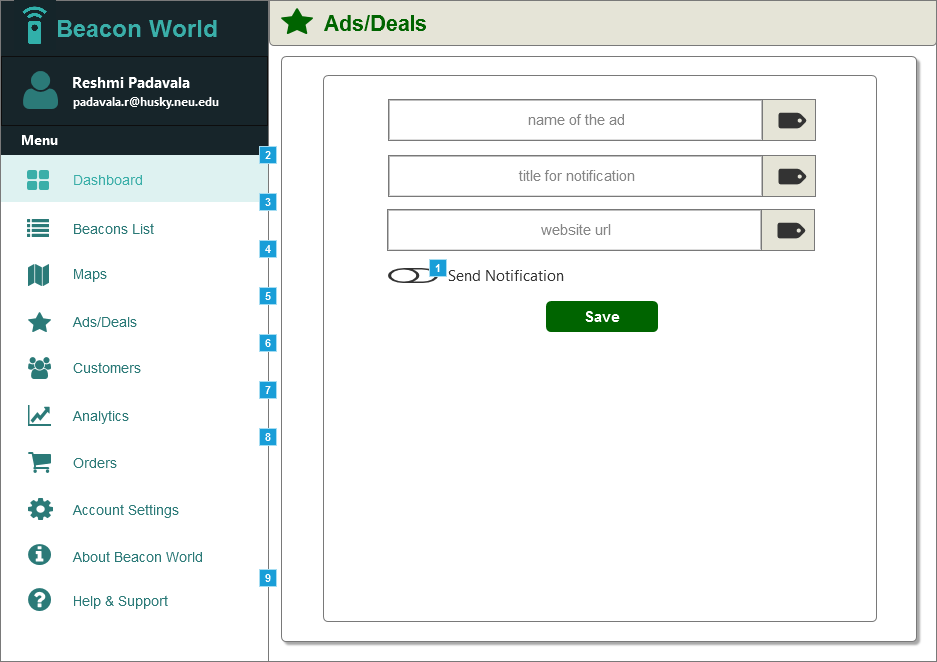 Beacon World
Reshmi Padavala
padavala.r@husky.neu.edu
Menu
2
Dashboard
3
Beacons List
4
Maps
5
Ads/Deals
6
Customers
7
Analytics
8
Orders
Account Settings
About Beacon World
9
Help & Support
Ads/Deals
name of the ad
title for notification
website url
1
Send Notification
Save